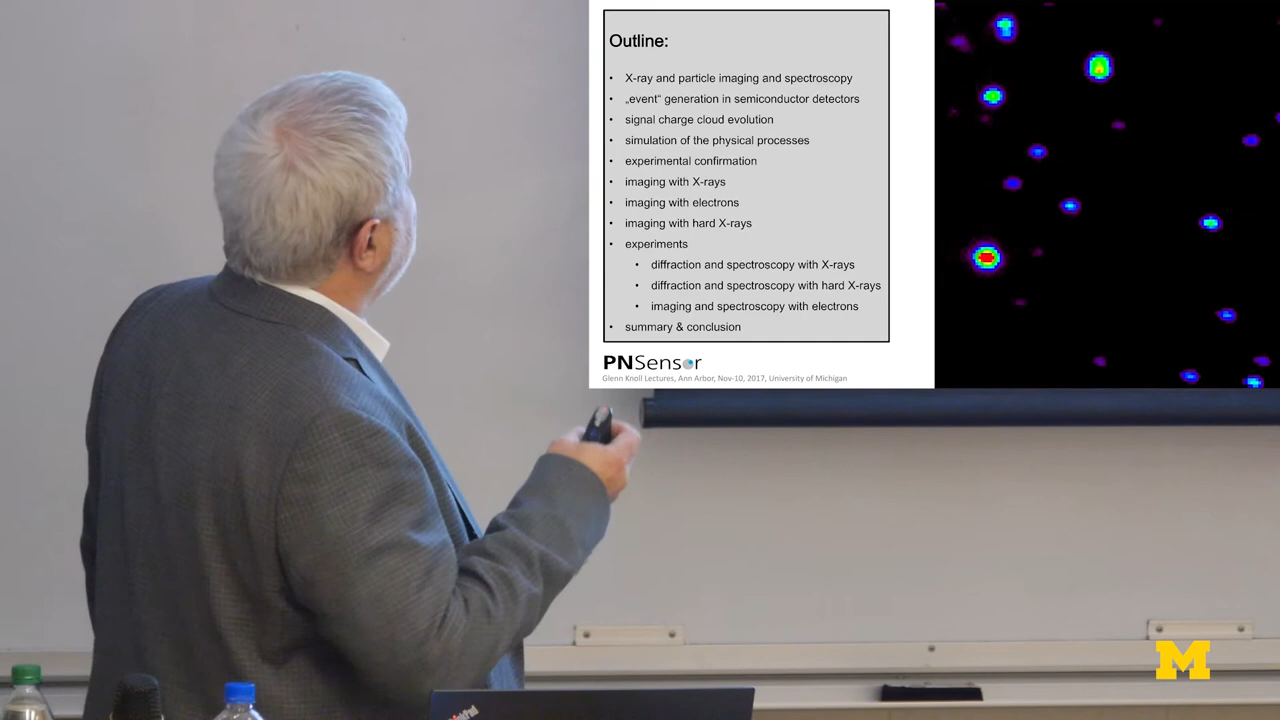 Outline:
• X-ray and particle imaging and spectroscopy
• „event“ generation in semiconductor detectors
• signal charge cloud evolution
• simulation of the physical processes
• experimental confirmation
• imaging with X-rays
• imaging with electrons
• imaging with hard X-rays
• experiments
• diffraction and spectroscopy with X-rays
• diffraction and spectroscopy with hard X-rays
• imaging and spectroscopy with electrons
• summary & conclusion
PNSensor
Glenn Knoll Lectures, Ann Arbor, Nov-10, 2017, University of Michigan
M
ThinkPad